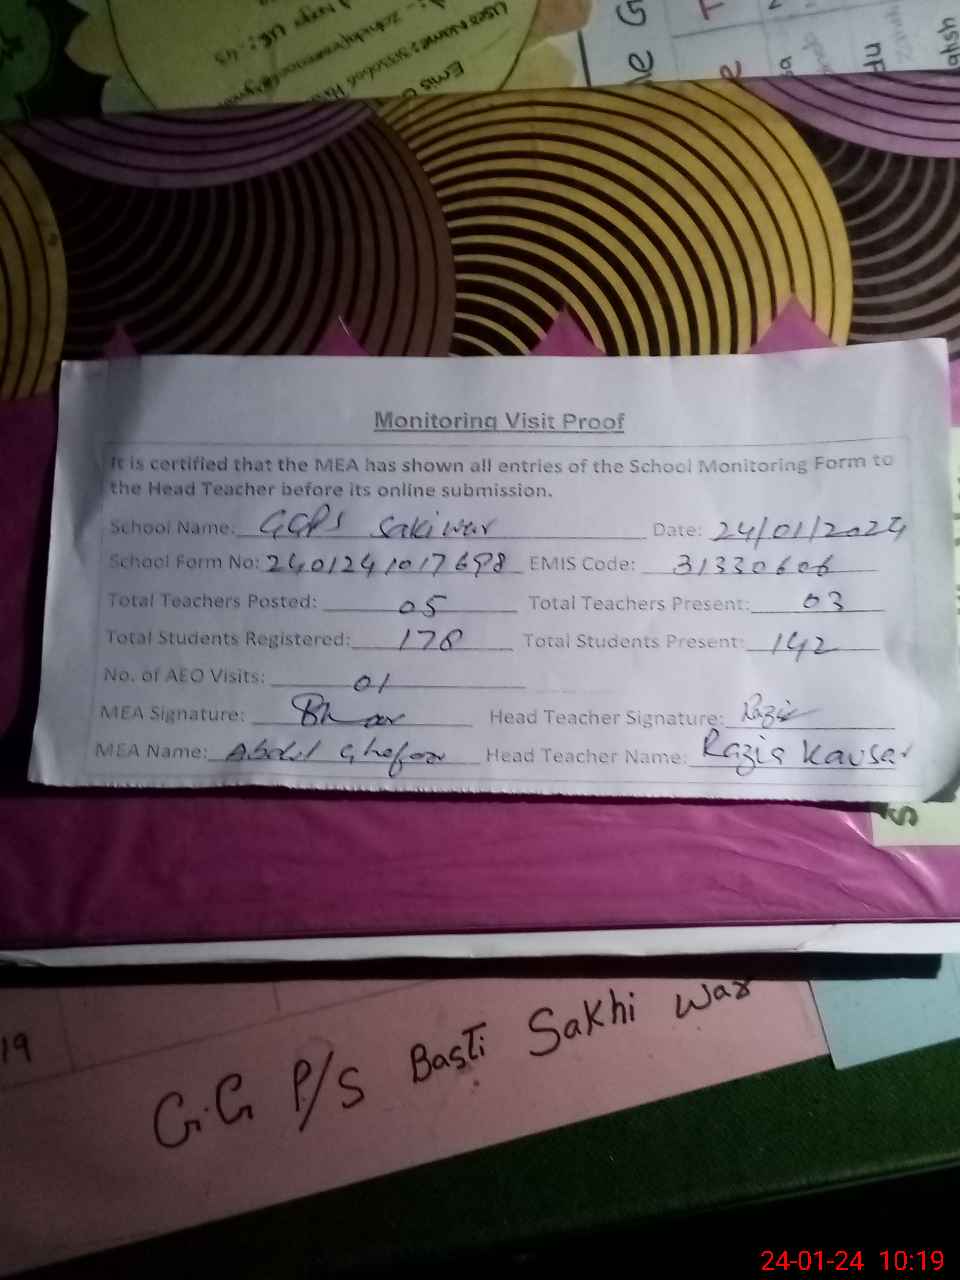 Monitoring Visit Proof
It is certified that the MEA has shown all entries of the School Monitoring Form to
the Head Teacher before its online submission.
School Name: GGPS Sakiwar Date: 24/01/2024
School Form No: 2401241017698 EMIS Code: 31330606
Total Teachers Posted: 05 Total Teachers Present: 03
Total Students Registered: 178 Total Students Present: 142
No. of AEO Visits: 01
MEA Signature: Head Teacher Signature: Razia
MEA Name: Abdul Ghafoor Head Teacher Name: Razia Kausar
19
G.G P/S Basti Sakhi war
24-01-24 10:19